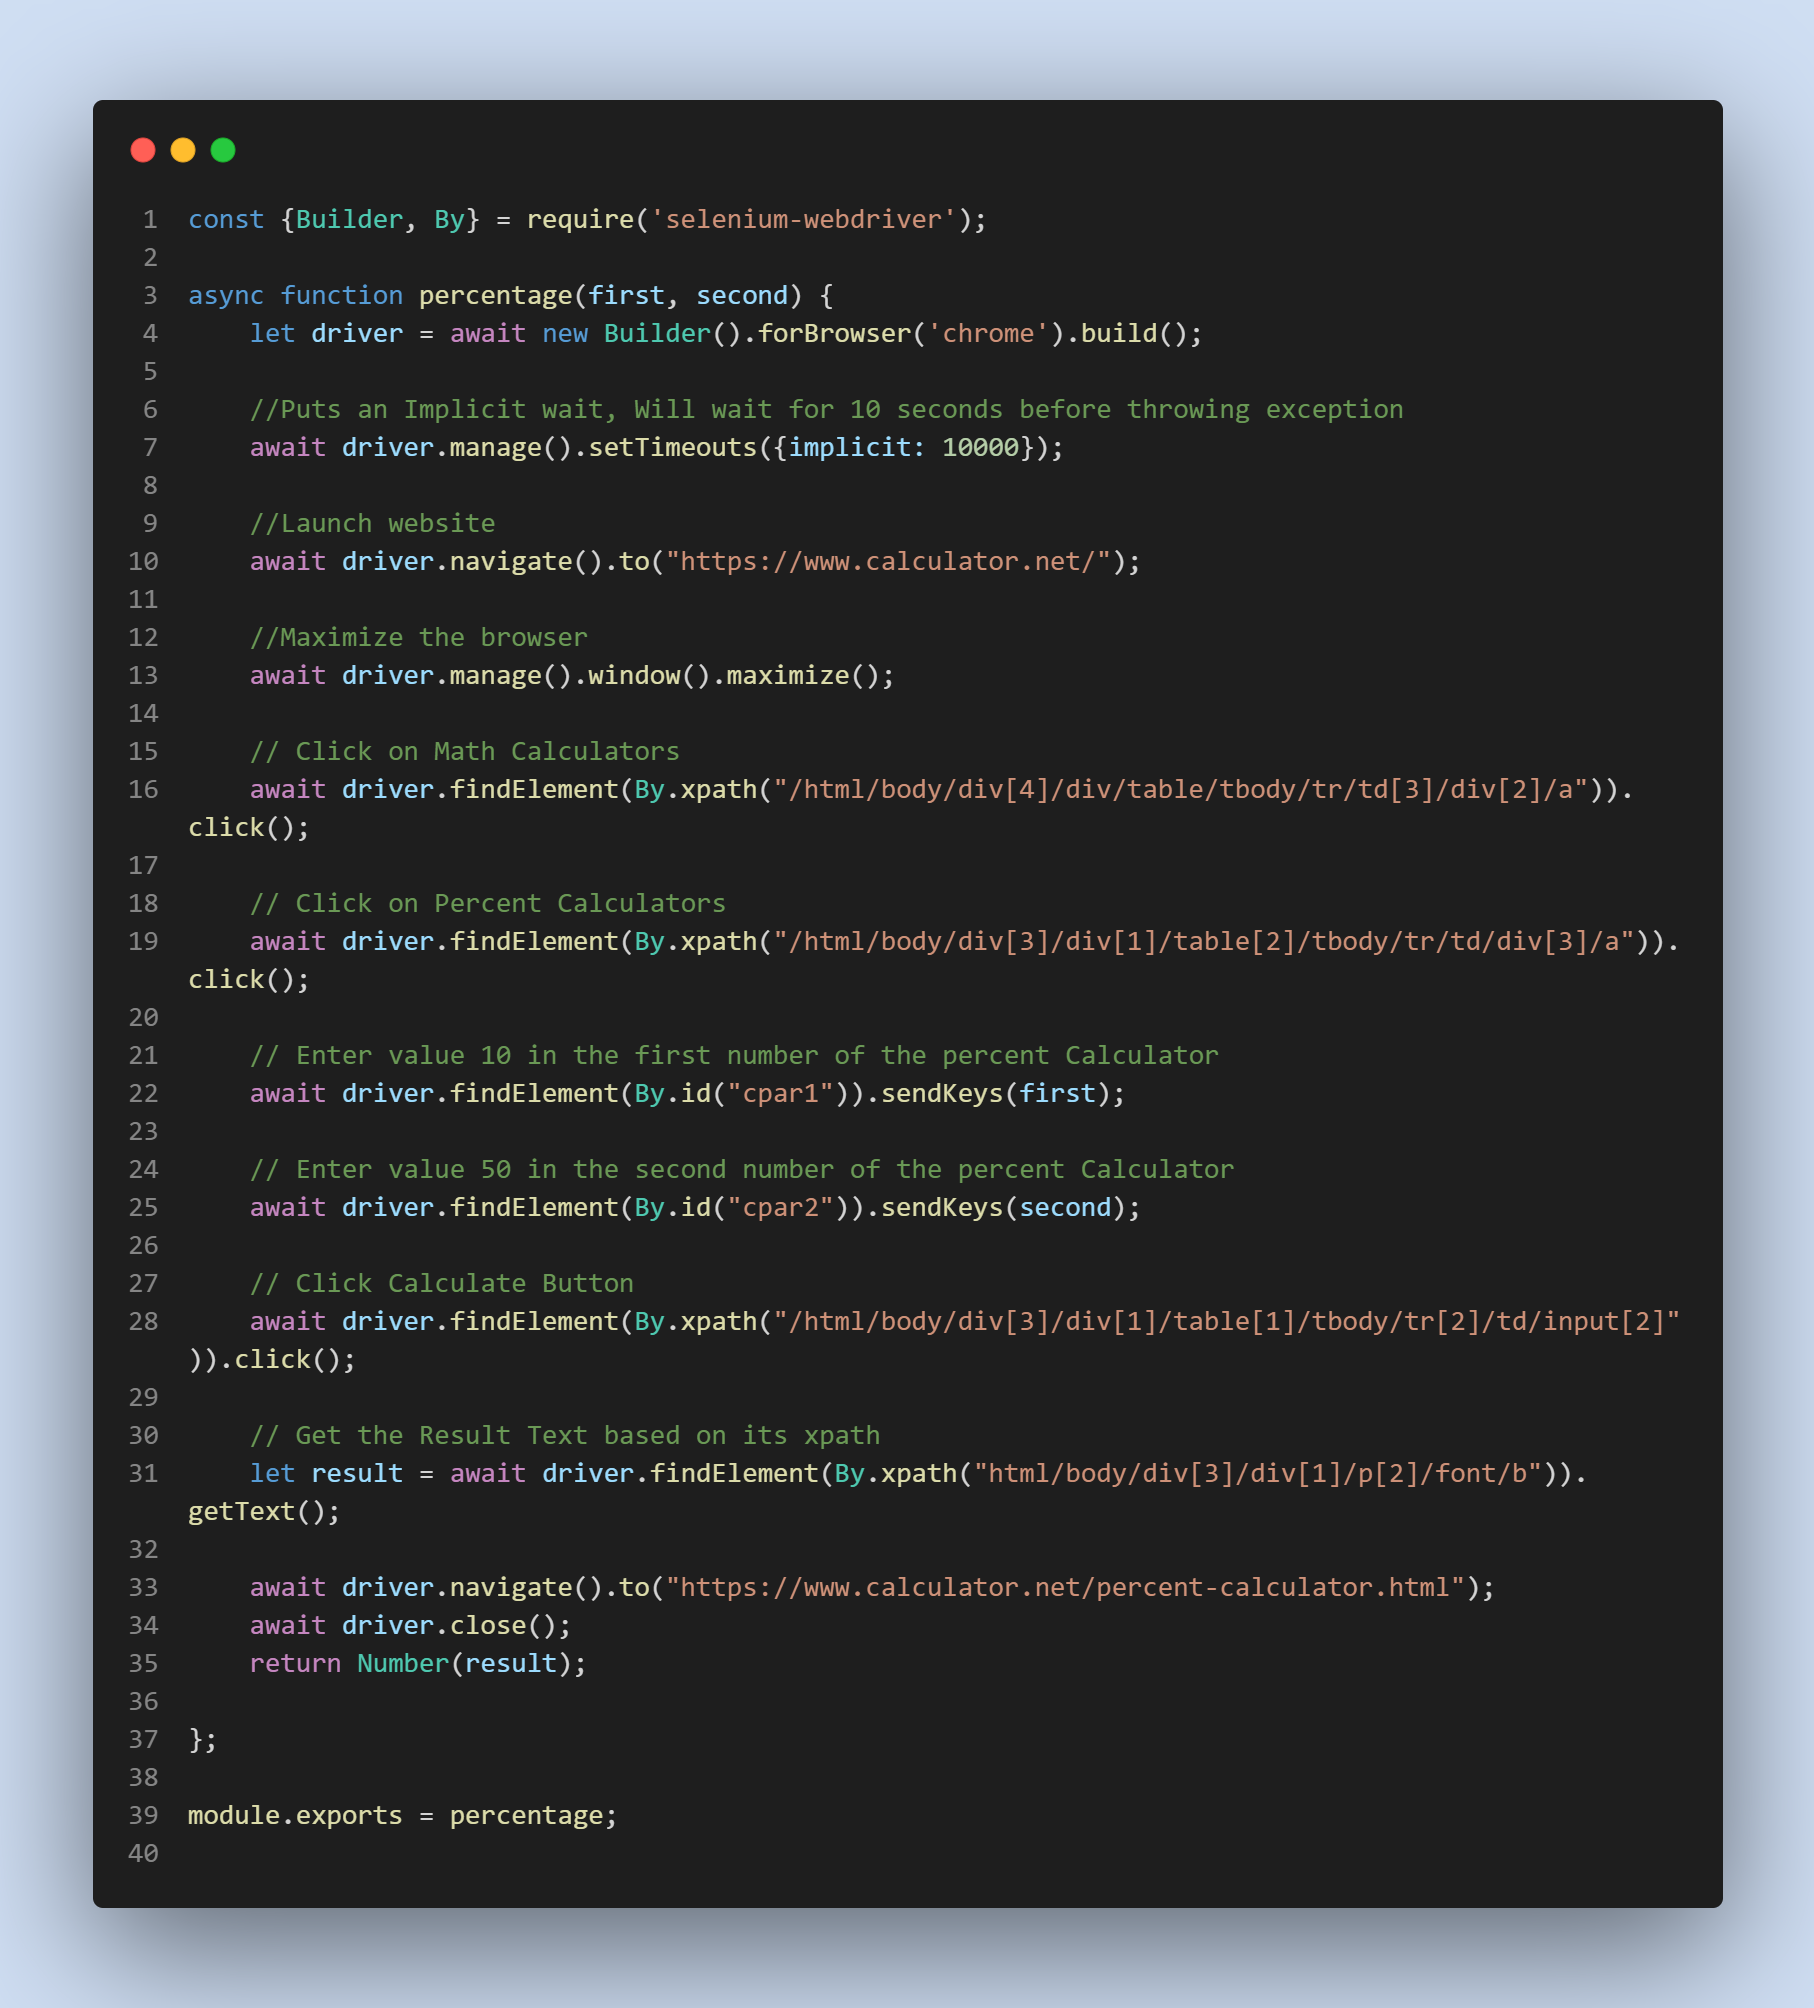 1 const {Builder, By} = require('selenium-webdriver');
2
3 async function percentage(first, second) {
4     let driver = await new Builder().forBrowser('chrome').build();
5
6     //Puts an Implicit wait, Will wait for 10 seconds before throwing exception
7     await driver.manage().setTimeouts({implicit: 10000});
8
9     //Launch website
10     await driver.navigate().to("https://www.calculator.net/");
11
12     //Maximize the browser
13     await driver.manage().window().maximize();
14
15     // Click on Math Calculators
16     await driver.findElement(By.xpath("/html/body/div[4]/div/table/tbody/tr/td[3]/div[2]/a")).
click();
17
18     // Click on Percent Calculators
19     await driver.findElement(By.xpath("/html/body/div[3]/div[1]/table[2]/tbody/tr/td/div[3]/a")).
click();
20
21     // Enter value 10 in the first number of the percent Calculator
22     await driver.findElement(By.id("cpar1")).sendKeys(first);
23
24     // Enter value 50 in the second number of the percent Calculator
25     await driver.findElement(By.id("cpar2")).sendKeys(second);
26
27     // Click Calculate Button
28     await driver.findElement(By.xpath("/html/body/div[3]/div[1]/table[1]/tbody/tr[2]/td/input[2]"
)).click();
29
30     // Get the Result Text based on its xpath
31     let result = await driver.findElement(By.xpath("html/body/div[3]/div[1]/p[2]/font/b")).
getText();
32
33     await driver.navigate().to("https://www.calculator.net/percent-calculator.html");
34     await driver.close();
35     return Number(result);
36
37 };
38
39 module.exports = percentage;
40